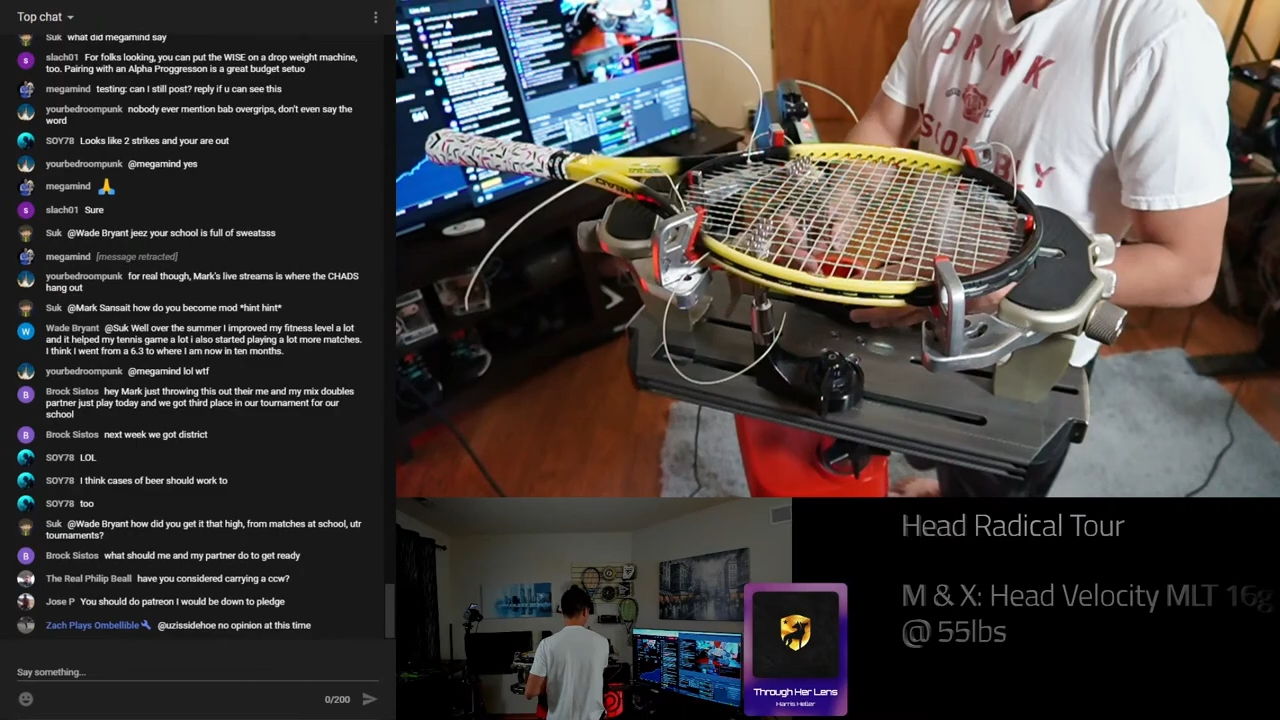 Top chat
Suk what did megamind say
slach01 For folks looking, you can put the WISE on a drop weight machine,
too. Pairing with an Alpha Proggresson is a great budget setuo
megamind testing: can I still post? reply if u can see this
yourbedroompunk nobody ever mention bab overgrips, don't even say the
word
SOY78 Looks like 2 strikes and your are out
yourbedroompunk @megamind yes
megamind 🙏
slach01 Sure
Suk @Wade Bryant jeez your school is full of sweatsss
megamind [message retracted]
yourbedroompunk for real though, Mark's live streams is where the CHADS
hang out
Suk @Mark Sansait how do you become mod *hint hint*
Wade Bryant @Suk Well over the summer I improved my fitness level a lot
and it helped my tennis game a lot i also started playing a lot more matches.
I think I went from a 6.3 to where I am now in ten months.
yourbedroompunk @megamind lol wtf
Brock Sistos hey Mark just throwing this out their me and my mix doubles
partner just play today and we got third place in our tournament for our
school
Brock Sistos next week we got district
SOY78 LOL
SOY78 I think cases of beer should work to
SOY78 too
Suk @Wade Bryant how did you get it that high, from matches at school, utr
tournaments?
Brock Sistos what should me and my partner do to get ready
The Real Philip Beall have you considered carrying a ccw?
Jose P You should do patreon I would be down to pledge
Zach Plays Ombellible @uzissidehoe no opinion at this time
Say something...
0/200
HEAD
Head Radical Tour
M & X: Head Velocity MLT 16g
@ 55lbs
Through Her Lens
Harris Heller